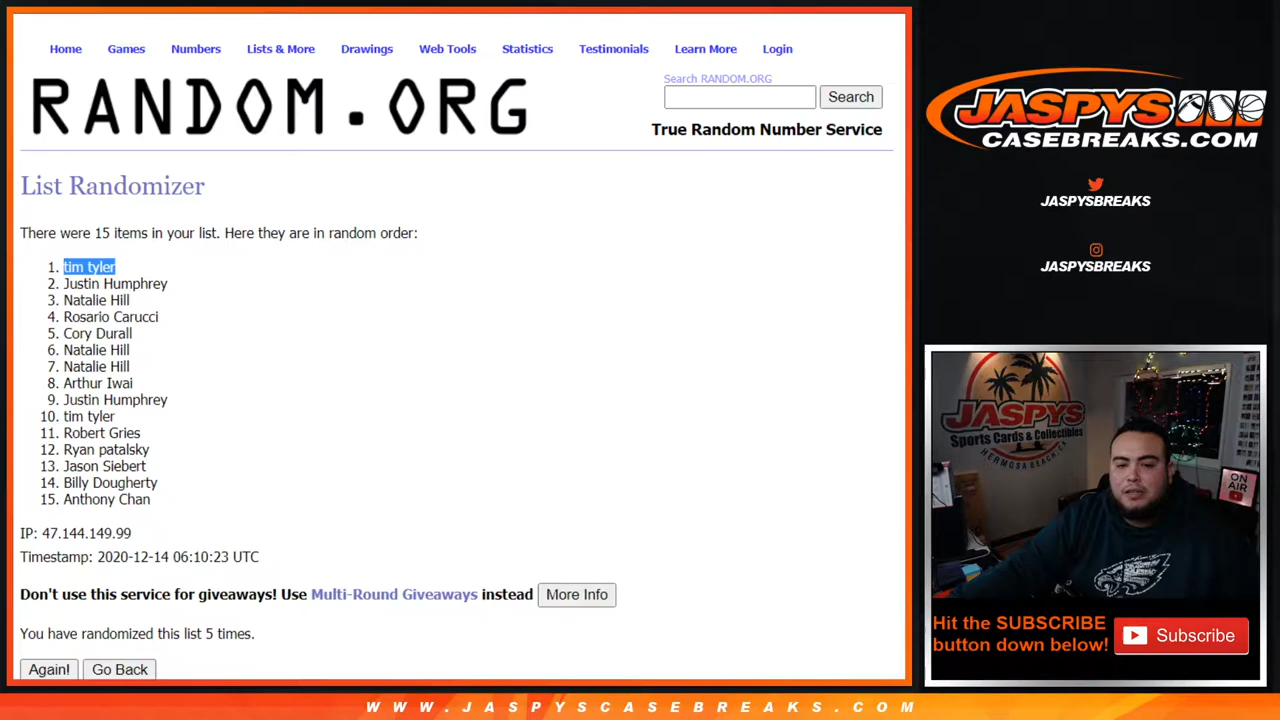 Home Games Numbers Lists & More Drawings Web Tools Statistics Testimonials Learn More Login
RANDOM.ORG
Search RANDOM.ORG
Search
True Random Number Service
List Randomizer
There were 15 items in your list. Here they are in random order:
1. tim tyler
2. Justin Humphrey
3. Natalie Hill
4. Rosario Carucci
5. Cory Durall
6. Natalie Hill
7. Natalie Hill
8. Arthur Iwai
9. Justin Humphrey
10. tim tyler
11. Robert Gries
12. Ryan patalsky
13. Jason Siebert
14. Billy Dougherty
15. Anthony Chan
IP: 47.144.149.99
Timestamp: 2020-12-14 06:10:23 UTC
Don't use this service for giveaways! Use Multi-Round Giveaways instead More Info
You have randomized this list 5 times.
Again! Go Back
JASPYS
CASEBREAKS.COM
JASPYSBREAKS
JASPYSBREAKS
JASPYS
Sports Cards & Collectibles
HERMOSA BEACH, CA
ON
AIR
Hit the SUBSCRIBE
button down below!
Subscribe
WWW.JASPYSCASEBREAKS.COM